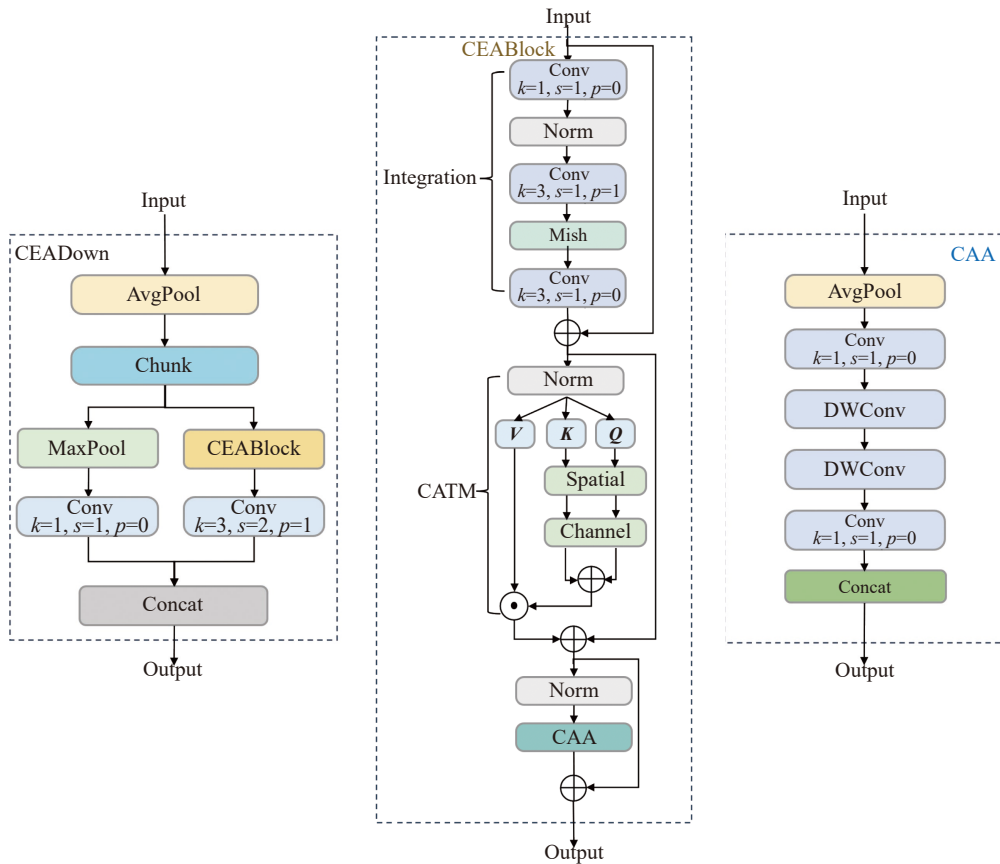 Input
CEADown
AvgPool
Chunk
MaxPool
CEABlock
Conv
k=1, s=1, p=0
Conv
k=3, s=2, p=1
Concat
Output
Input
CEABlock
Conv
k=1, s=1, p=0
Norm
Integration
Conv
k=3, s=1, p=1
Mish
Conv
k=3, s=1, p=0
Norm
V
K
Q
CATM
Spatial
Channel
Norm
CAA
Output
Input
CAA
AvgPool
Conv
k=1, s=1, p=0
DWConv
DWConv
Conv
k=1, s=1, p=0
Concat
Output